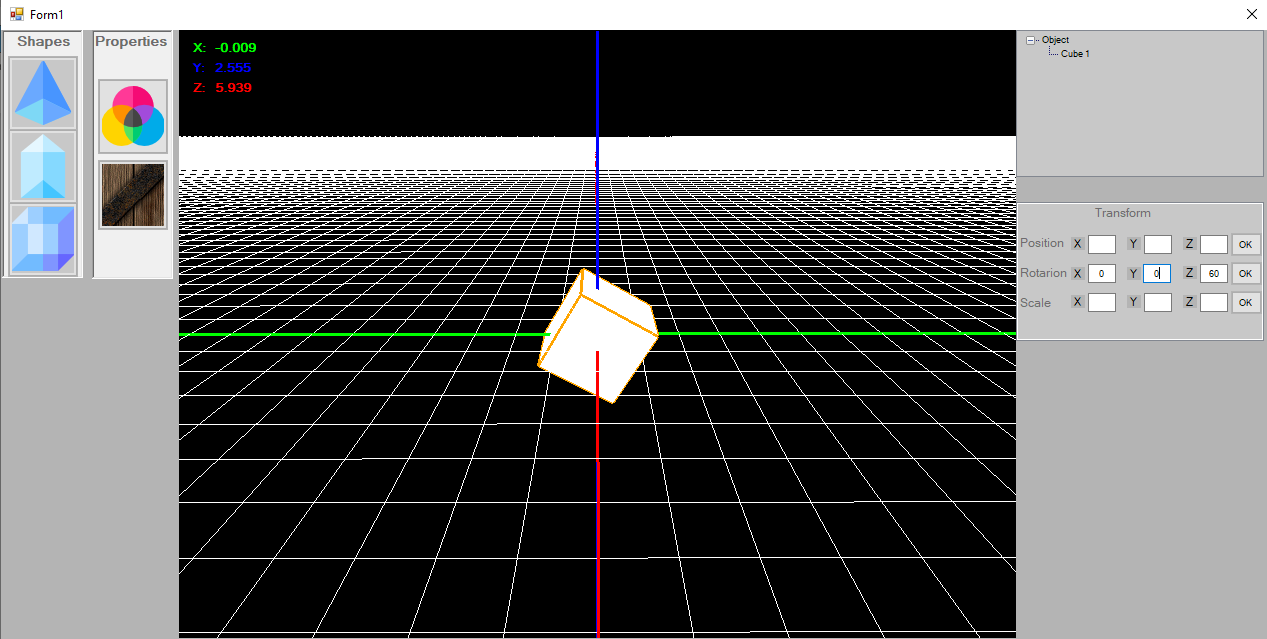 Form1
Shapes
Properties
X: -0.009
Y: 2.555
Z: 5.939
Object
Cube 1
Transform
Position X Y Z OK
Rotarion X 0 Y 0 Z 60 OK
Scale X Y Z OK